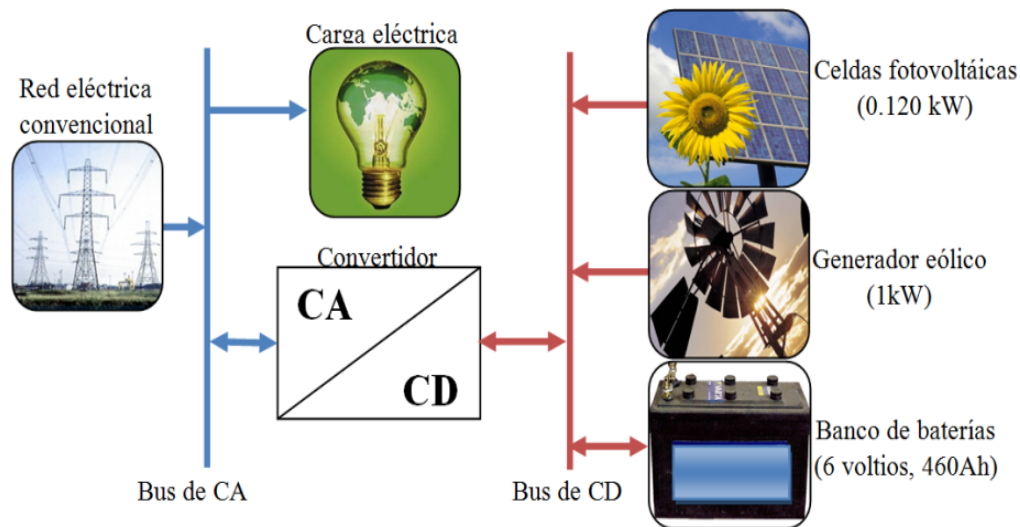 Carga eléctrica
Red eléctrica
convencional
Convertidor
CA
CD
Bus de CA
Bus de CD
Celdas fotovoltáicas
(0.120 kW)
Generador eólico
(1kW)
Banco de baterías
(6 voltios, 460Ah)